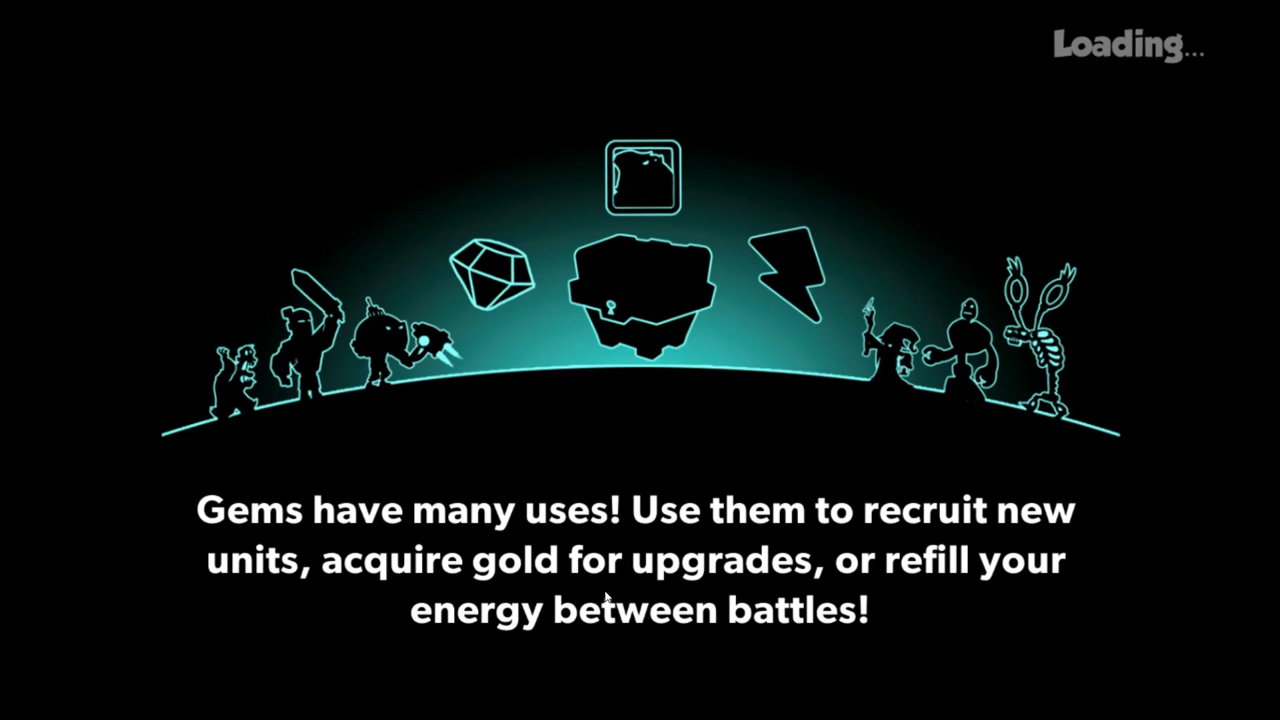 Loading...
Gems have many uses! Use them to recruit new
units, acquire gold for upgrades, or refill your
energy between battles!